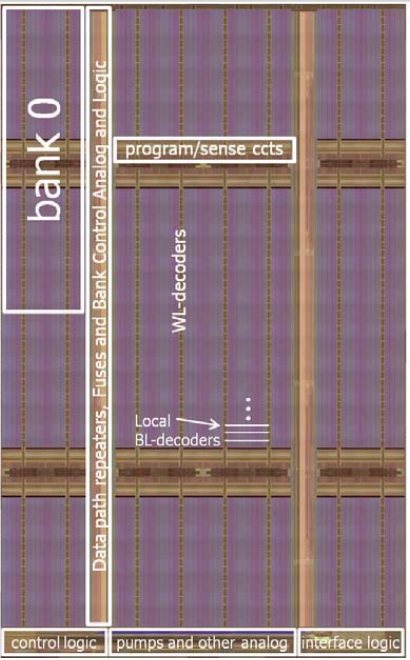 bank 0
Data path repeaters, Fuses and Bank Control Analog and Logic
program/sense ccts
WL-decoders
Local
BL-decoders
control logic
pumps and other analog
interface logic